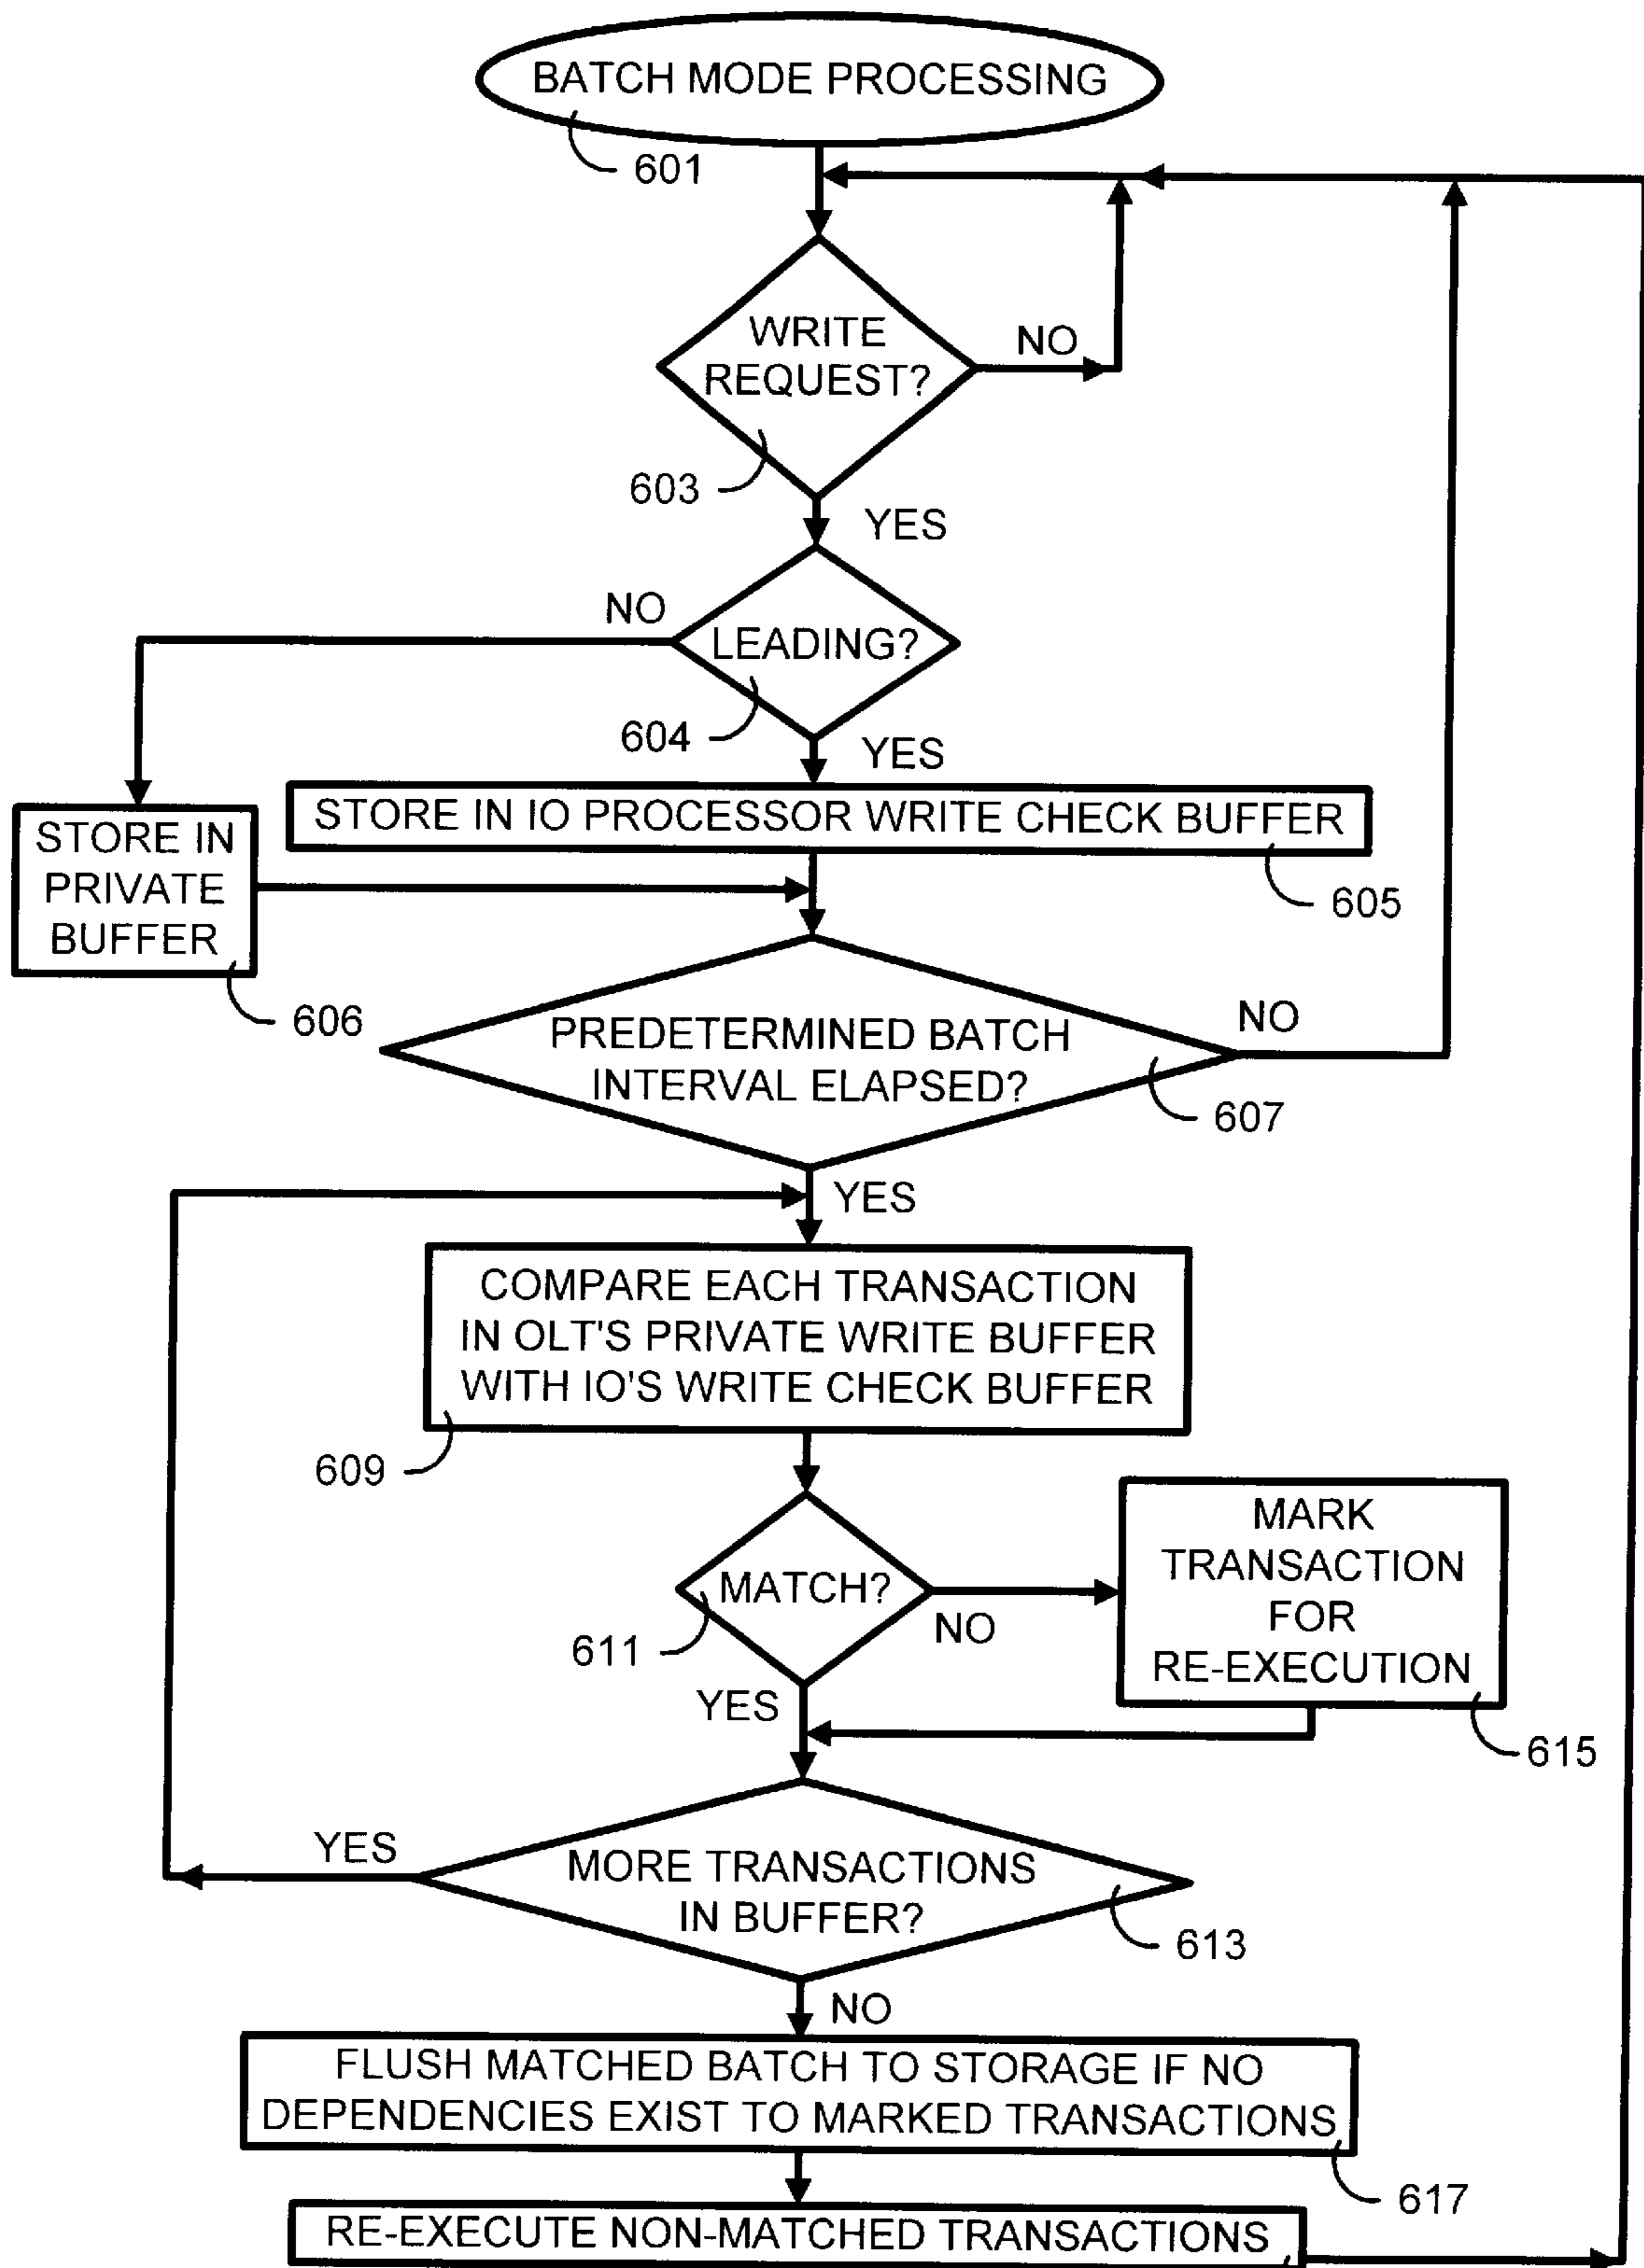 BATCH MODE PROCESSING
601
WRITE
REQUEST?
NO
603
YES
NO
LEADING?
604
YES
STORE IN IO PROCESSOR WRITE CHECK BUFFER
605
STORE IN
PRIVATE
BUFFER
606
PREDETERMINED BATCH
INTERVAL ELAPSED?
NO
607
YES
COMPARE EACH TRANSACTION
IN OLT'S PRIVATE WRITE BUFFER
WITH IO'S WRITE CHECK BUFFER
609
MATCH?
NO
611
YES
MARK
TRANSACTION
FOR
RE-EXECUTION
615
YES
MORE TRANSACTIONS
IN BUFFER?
613
NO
FLUSH MATCHED BATCH TO STORAGE IF NO
DEPENDENCIES EXIST TO MARKED TRANSACTIONS
617
RE-EXECUTE NON-MATCHED TRANSACTIONS